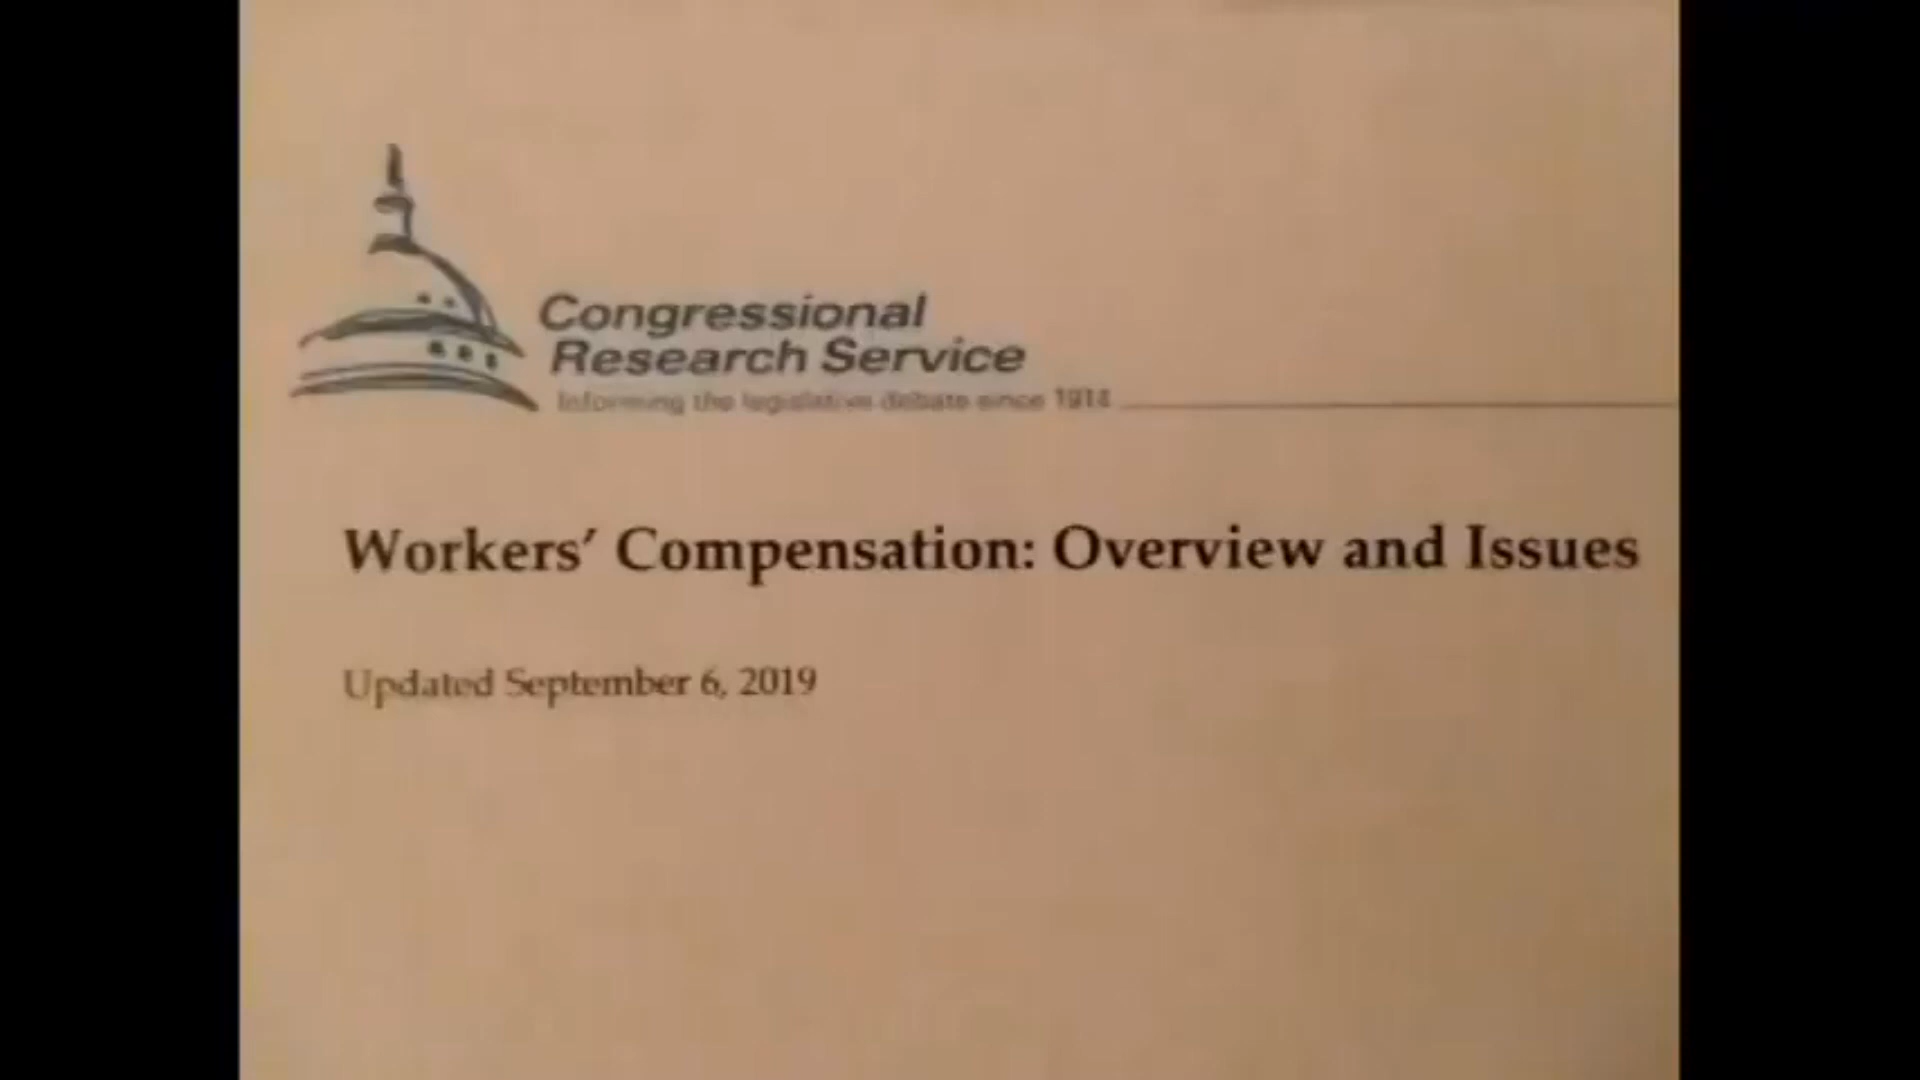 Congressional
Research Service
Informing the legislative debate since 1914
Workers' Compensation: Overview and Issues
Updated September 6, 2019